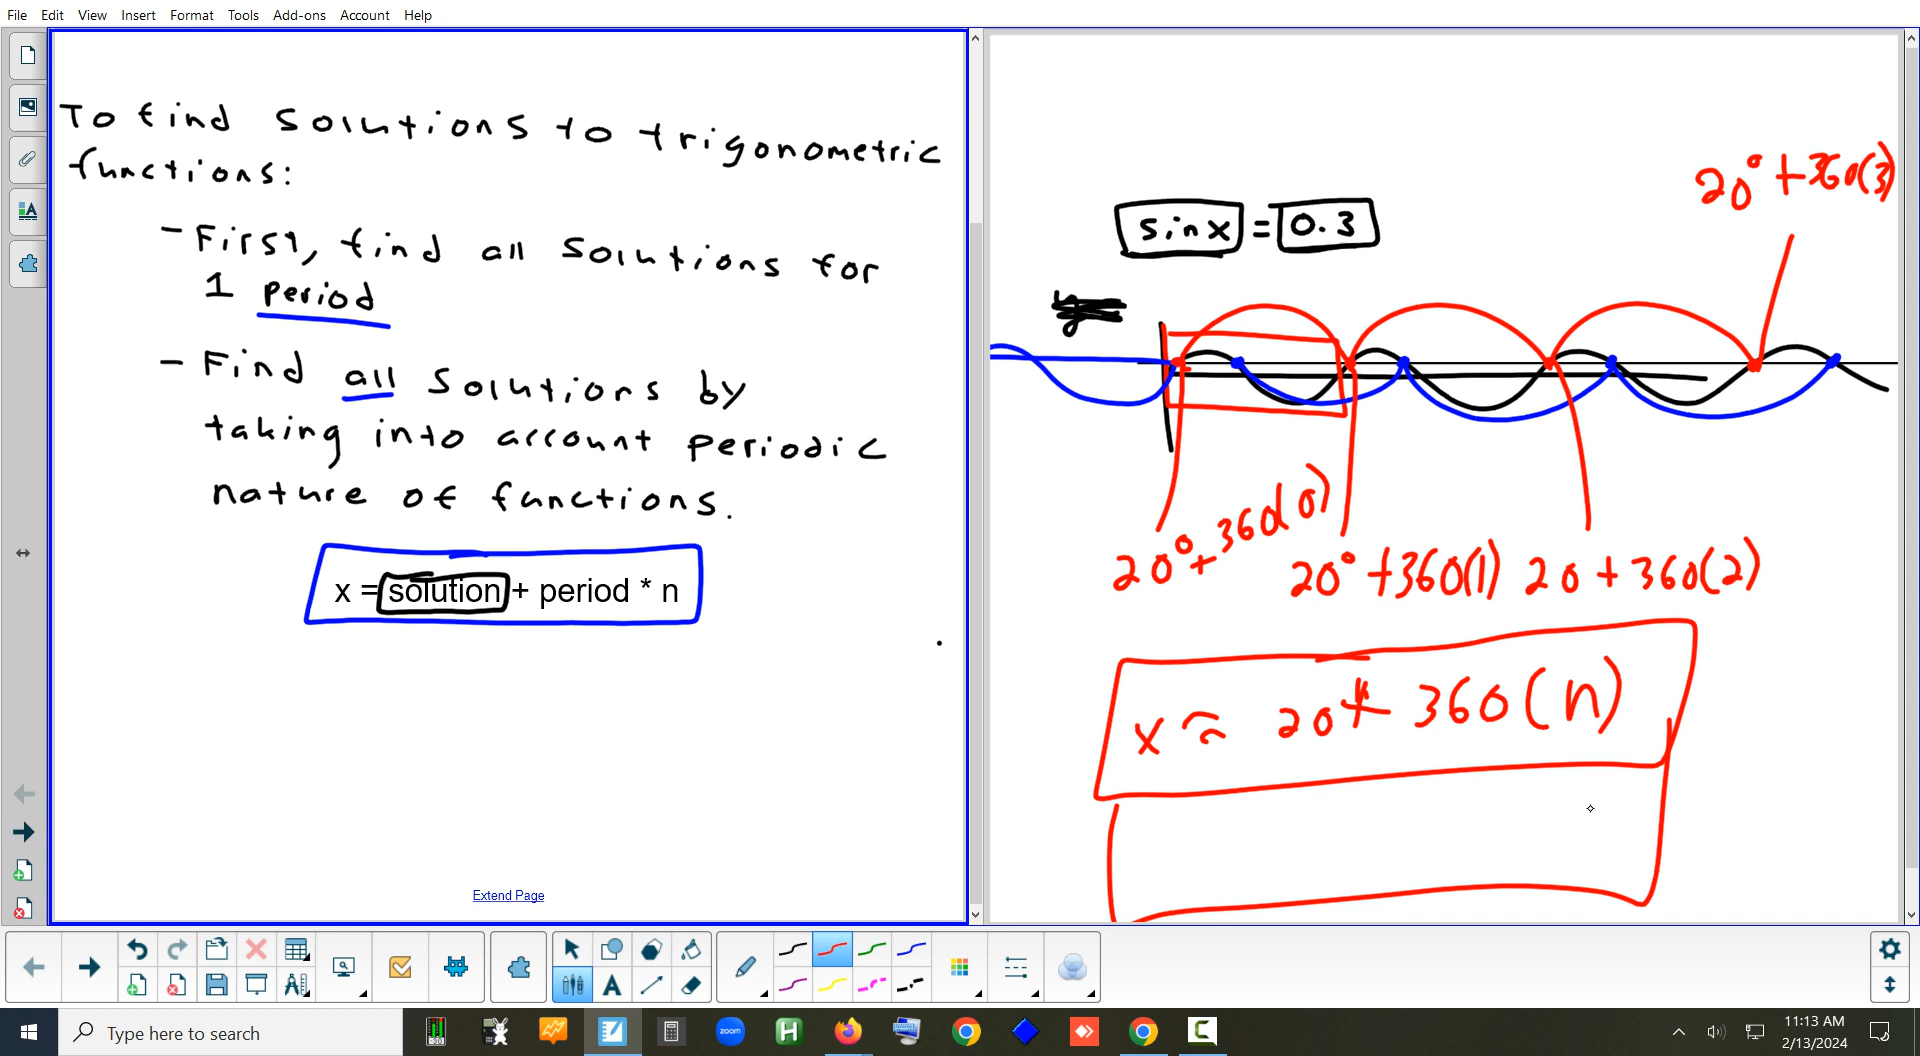 File Edit View Insert Format Tools Add-ons Account Help
To find solutions to trigonometric
functions:
- First, find all solutions for
1 period
- Find all solutions by
taking into account periodic
nature of functions.
x = solution + period * n
Extend Page
20° + 360(3)
sinx = 0.3
y
20° + 360(0)
20° + 360(1)
20 + 360(2)
x ≈ 20 + 360(n)
Type here to search
zoom
H
11:13 AM
2/13/2024